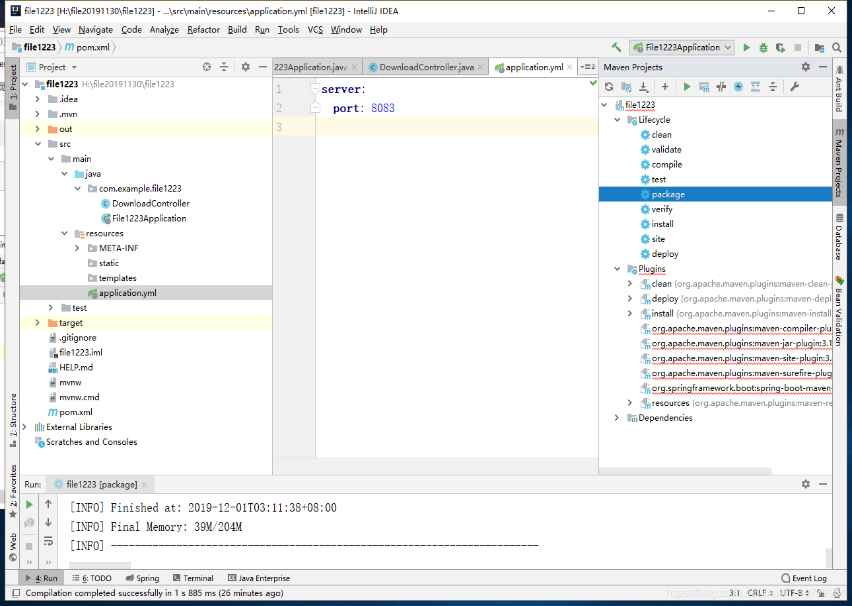 file1223 [file1223] - ...\src\main\resources\application.yml [file1223] - IntelliJ IDEA
File Edit View Navigate Code Analyze Refactor Build Run Tools VCS Window Help
file1223 pom.xml File1223Application
Project 223Application.java DownloadController.java application.yml Maven Projects
1: Project
file1223 H:\file20191130\file1223
.idea
.mvn
out
src
main
java
com.example.file1223
DownloadController
File1223Application
resources
META-INF
static
templates
application.yml
test
target
.gitignore
file1223.iml
HELP.md
mvnw
mvnw.cmd
pom.xml
External Libraries
Scratches and Consoles
1 server:
2 port: 8083
3
file1223
Lifecycle
clean
validate
compile
test
package
verify
install
site
deploy
Plugins
clean (org.apache.maven.plugins:maven-clean-
deploy (org.apache.maven.plugins:maven-depl
install (org.apache.maven.plugins:maven-install
org.apache.maven.plugins:maven-compiler-plu
org.apache.maven.plugins:maven-jar-plugin:3.1
org.apache.maven.plugins:maven-site-plugin:3.
org.apache.maven.plugins:maven-surefire-plug
org.springframework.boot:spring-boot-maven-
resources (org.apache.maven.plugins:maven-re
Dependencies
Ant Build
Maven Projects
Database
Bean Validation
7: Structure
2: Favorites
Web
Run: file1223 [package]
[INFO] Finished at: 2019-12-01T03:11:38+08:00
[INFO] Final Memory: 39M/204M
[INFO] ------------------------------------------------------------------------
4: Run 6: TODO Spring Terminal Java Enterprise Event Log
Compilation completed successfully in 1 s 885 ms (26 minutes ago) 3:1 CRLF UTF-8